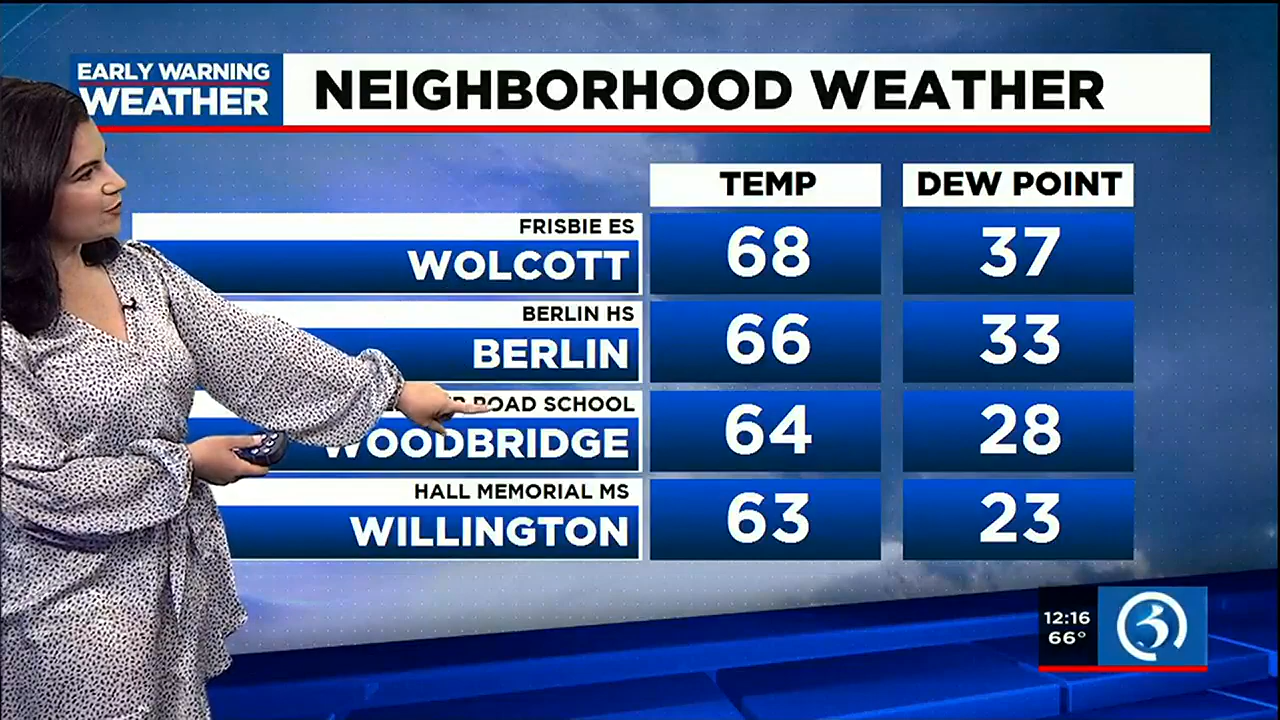 EARLY WARNING
WEATHER
NEIGHBORHOOD WEATHER
TEMP DEW POINT
FRISBIE ES
WOLCOTT 68 37
BERLIN HS
BERLIN 66 33
ROAD SCHOOL
WOODBRIDGE 64 28
HALL MEMORIAL MS
WILLINGTON 63 23
12:16
66°
3